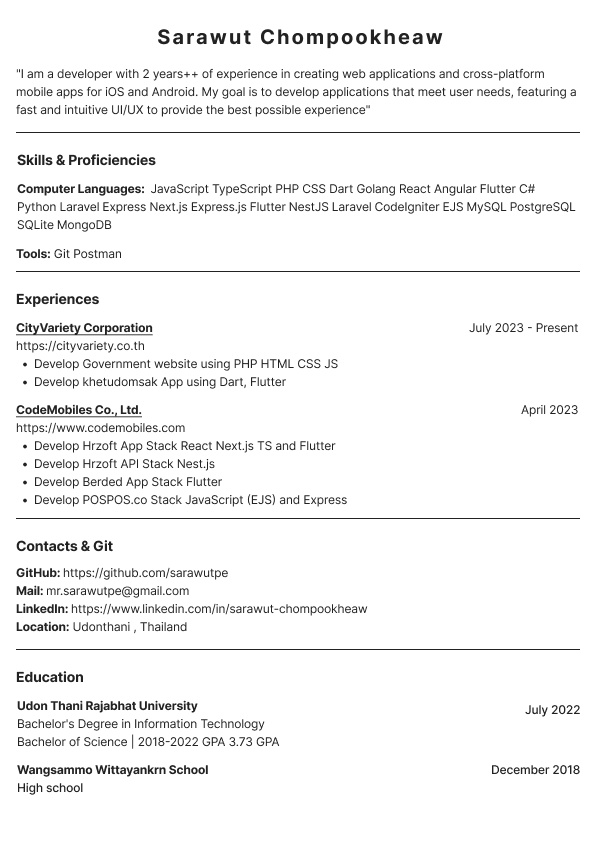 Sarawut Chompookheaw
"I am a developer with 2 years++ of experience in creating web applications and cross-platform
mobile apps for iOS and Android. My goal is to develop applications that meet user needs, featuring a
fast and intuitive UI/UX to provide the best possible experience"
Skills & Proficiencies
Computer Languages: JavaScript TypeScript PHP CSS Dart Golang React Angular Flutter C#
Python Laravel Express Next.js Express.js Flutter NestJS Laravel CodeIgniter EJS MySQL PostgreSQL
SQLite MongoDB
Tools: Git Postman
Experiences
CityVariety Corporation July 2023 - Present
https://cityvariety.co.th
• Develop Government website using PHP HTML CSS JS
• Develop khetudomsak App using Dart, Flutter
CodeMobiles Co., Ltd. April 2023
https://www.codemobiles.com
• Develop Hrzoft App Stack React Next.js TS and Flutter
• Develop Hrzoft API Stack Nest.js
• Develop Berded App Stack Flutter
• Develop POSPOS.co Stack JavaScript (EJS) and Express
Contacts & Git
GitHub: https://github.com/sarawutpe
Mail: mr.sarawutpe@gmail.com
LinkedIn: https://www.linkedin.com/in/sarawut-chompookheaw
Location: Udonthani , Thailand
Education
Udon Thani Rajabhat University July 2022
Bachelor's Degree in Information Technology
Bachelor of Science | 2018-2022 GPA 3.73 GPA
Wangsammo Wittayankrn School December 2018
High school